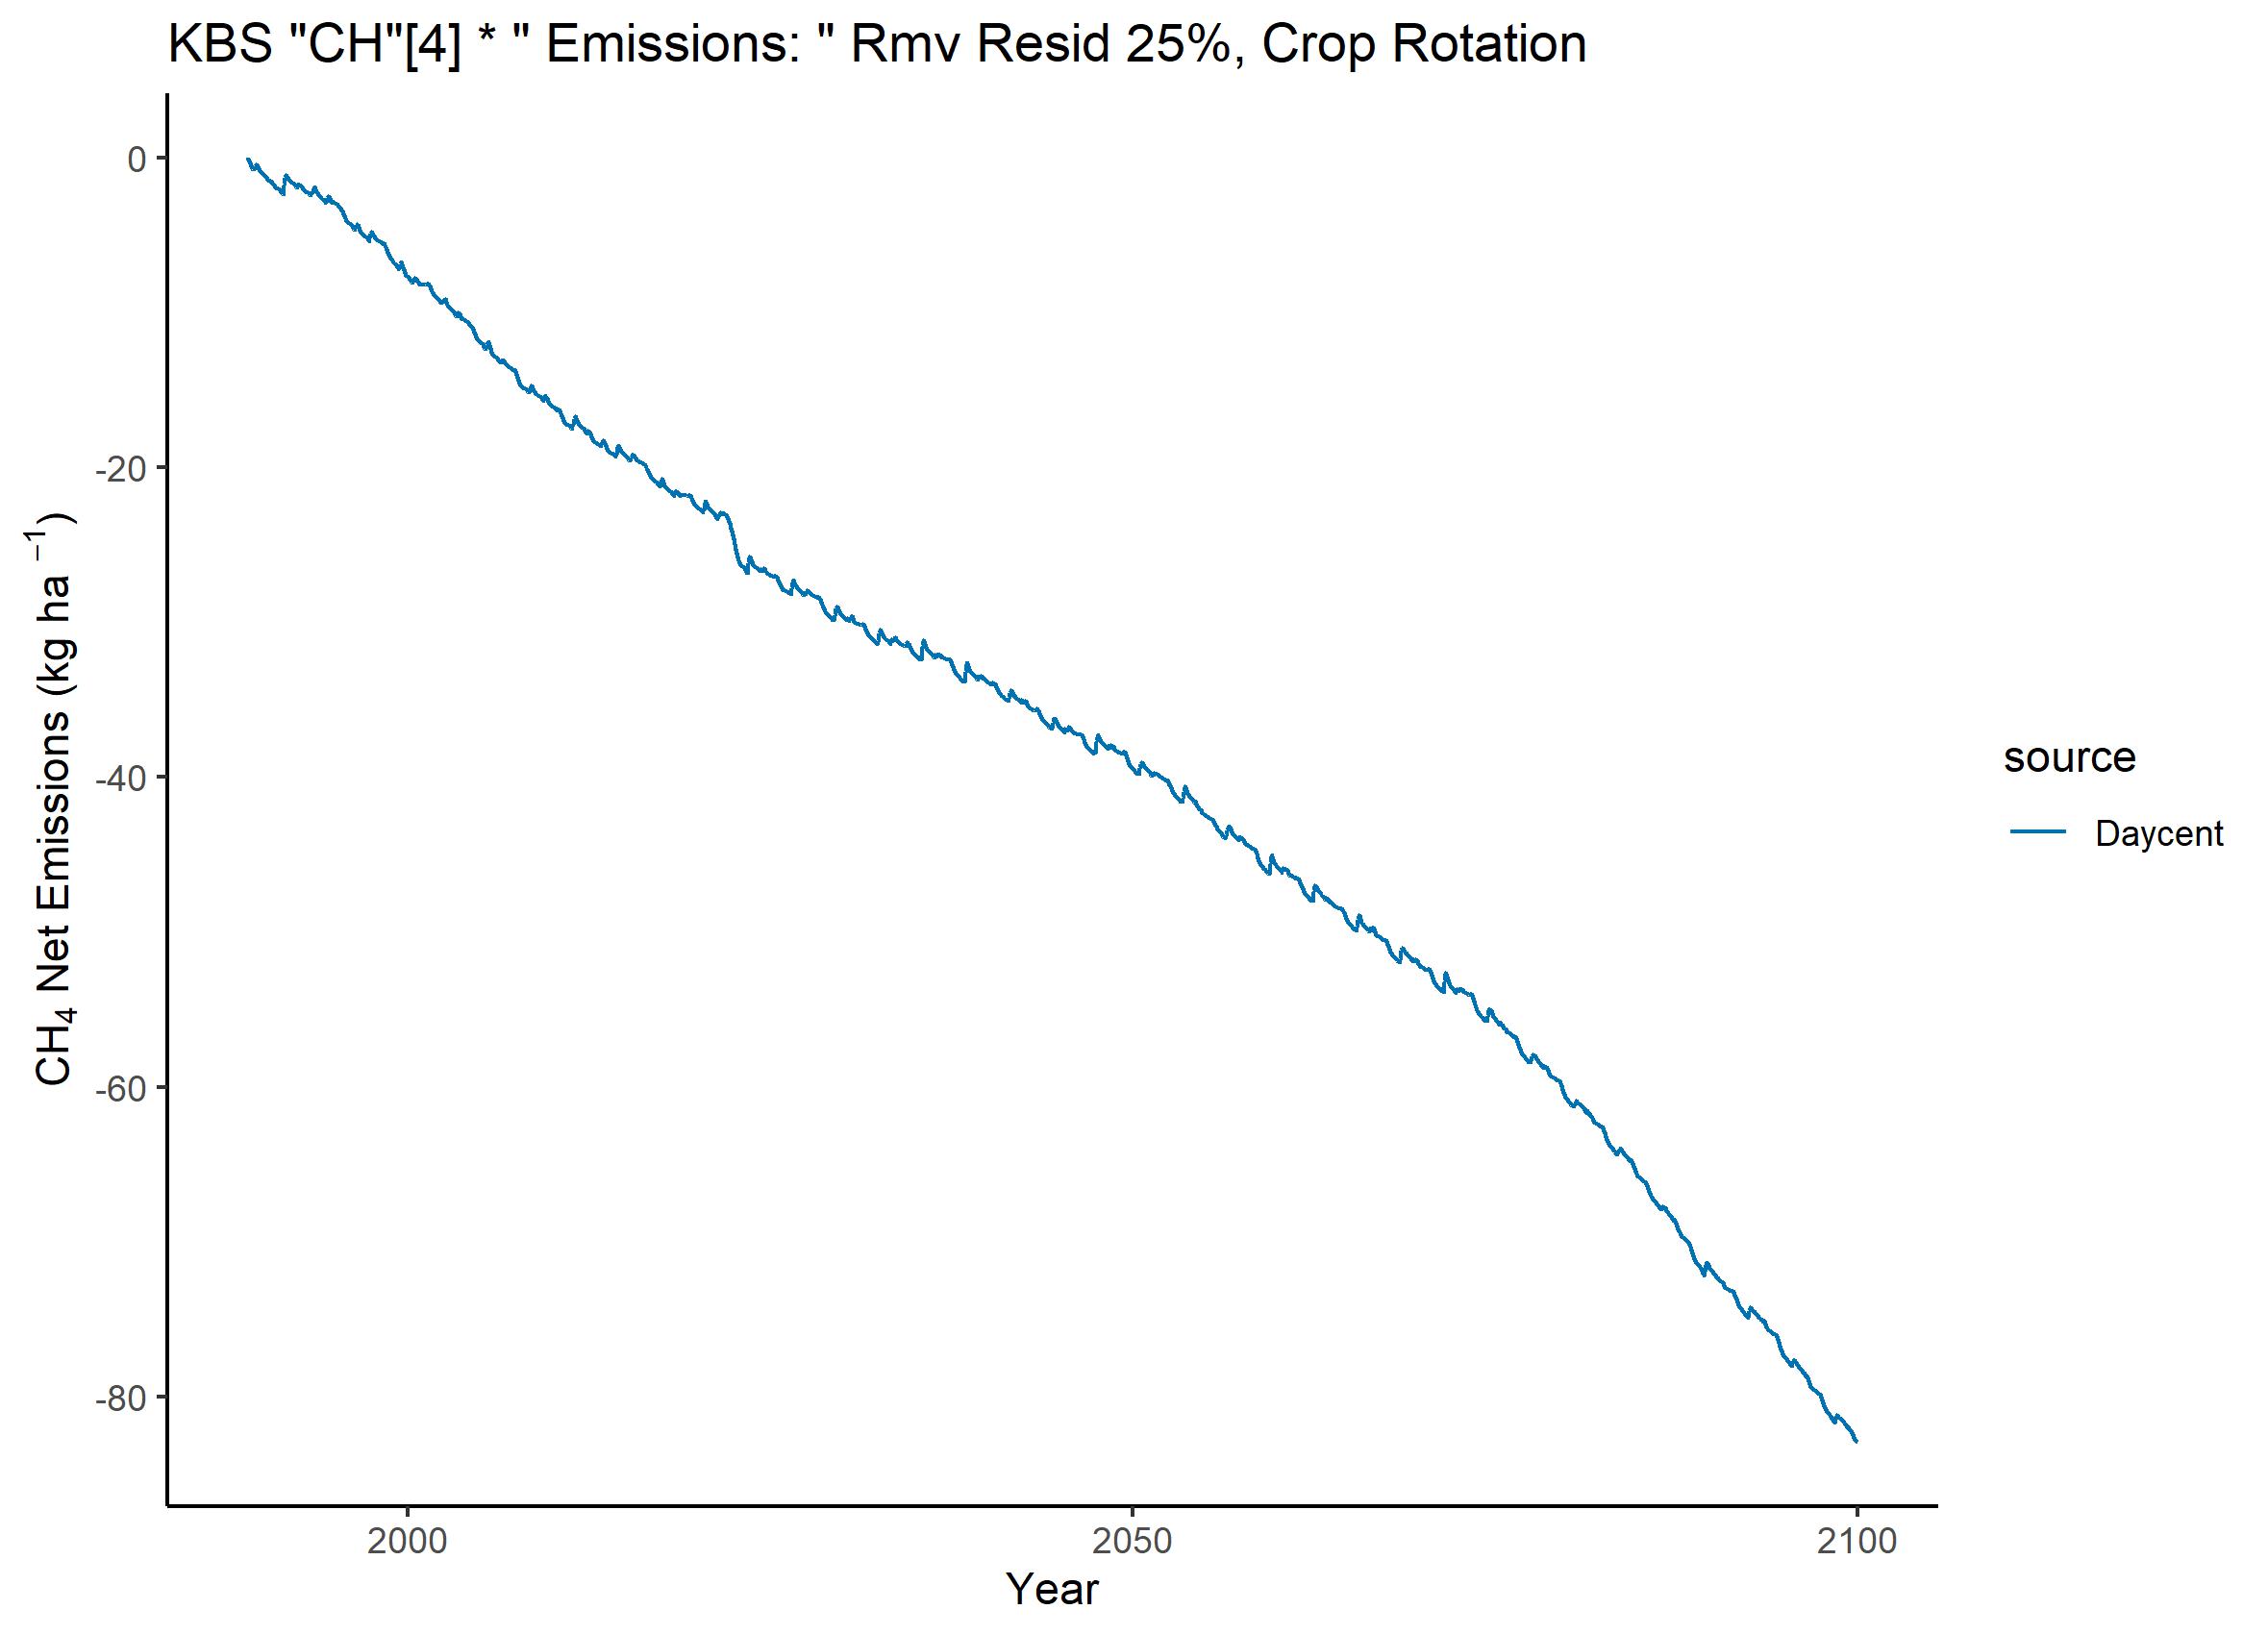 KBS "CH"[4] * " Emissions: " Rmv Resid 25%, Crop Rotation
CH₄ Net Emissions (kg ha ⁻¹)
0
-20
-40
-60
-80
2000
2050
2100
Year
source
Daycent